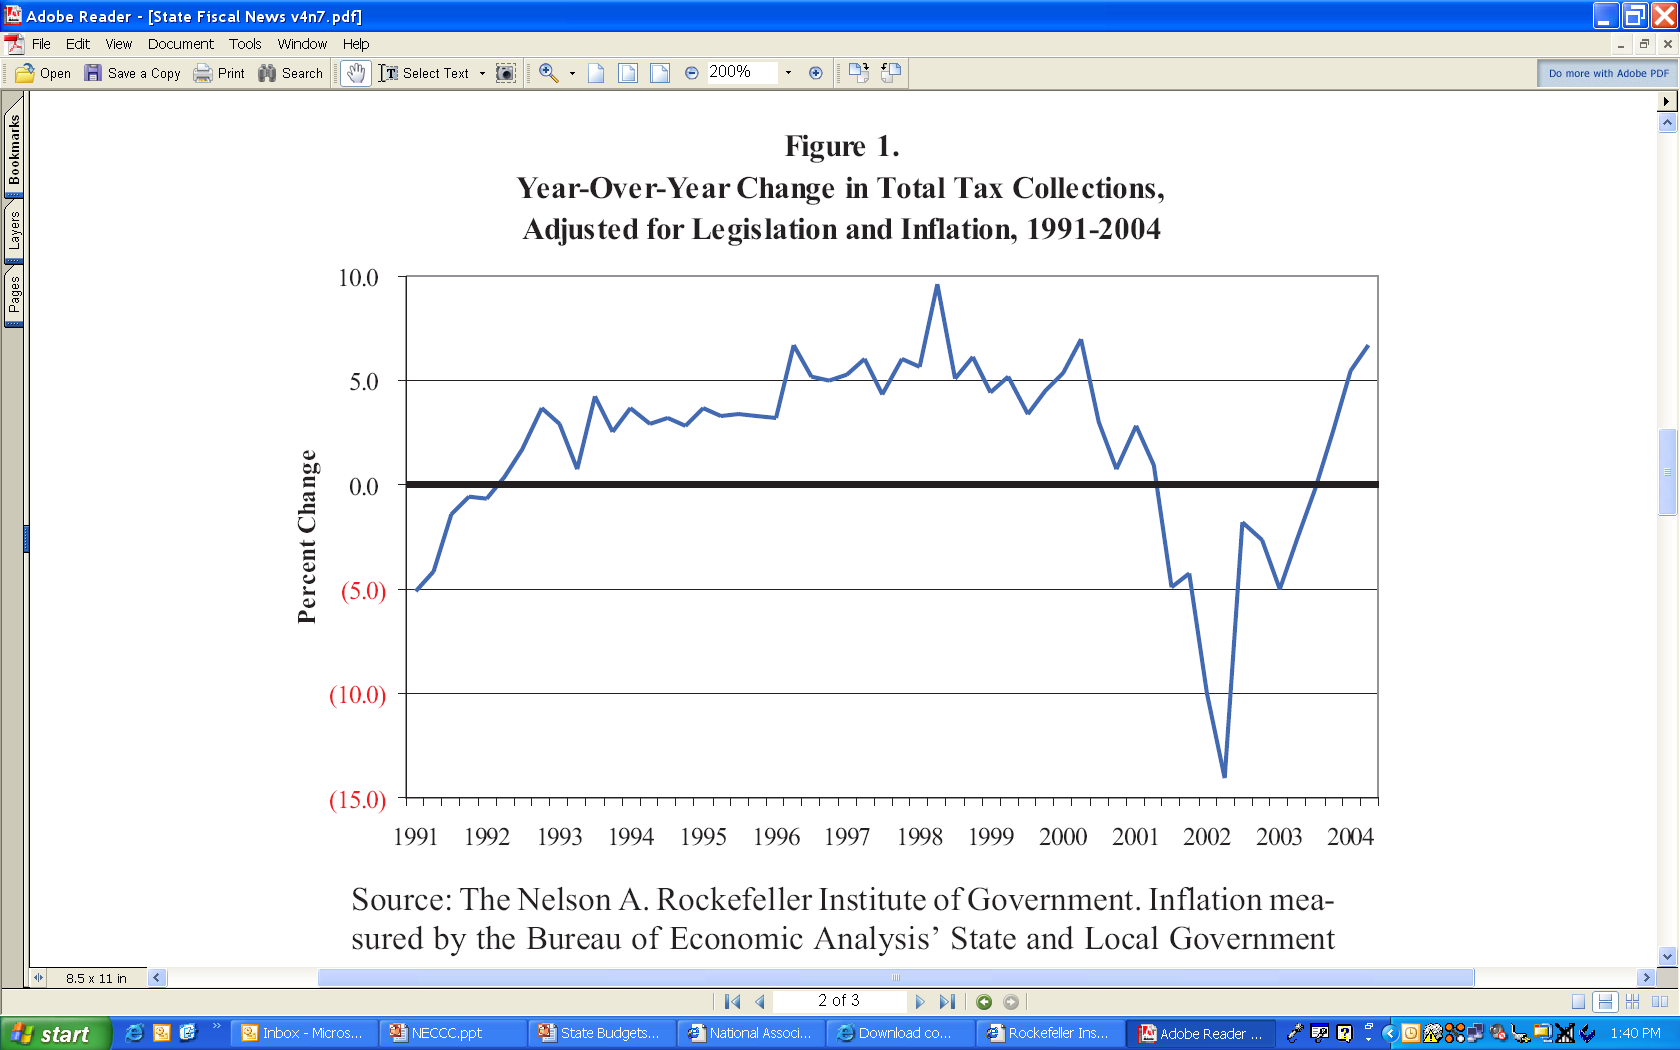 Adobe Reader - [State Fiscal News v4n7.pdf]
File Edit View Document Tools Window Help
Open Save a Copy Print Search Select Text 200% Do more with Adobe PDF
Bookmarks
Layers
Pages
Figure 1.
Year-Over-Year Change in Total Tax Collections,
Adjusted for Legislation and Inflation, 1991-2004
Percent Change
10.0
5.0
0.0
(5.0)
(10.0)
(15.0)
1991 1992 1993 1994 1995 1996 1997 1998 1999 2000 2001 2002 2003 2004
Source: The Nelson A. Rockefeller Institute of Government. Inflation mea-
sured by the Bureau of Economic Analysis' State and Local Government
8.5 x 11 in
2 of 3
start Inbox - Micros... NECCC.ppt State Budgets... National Associ... Download co... Rockefeller Ins... Adobe Reader ... 1:40 PM